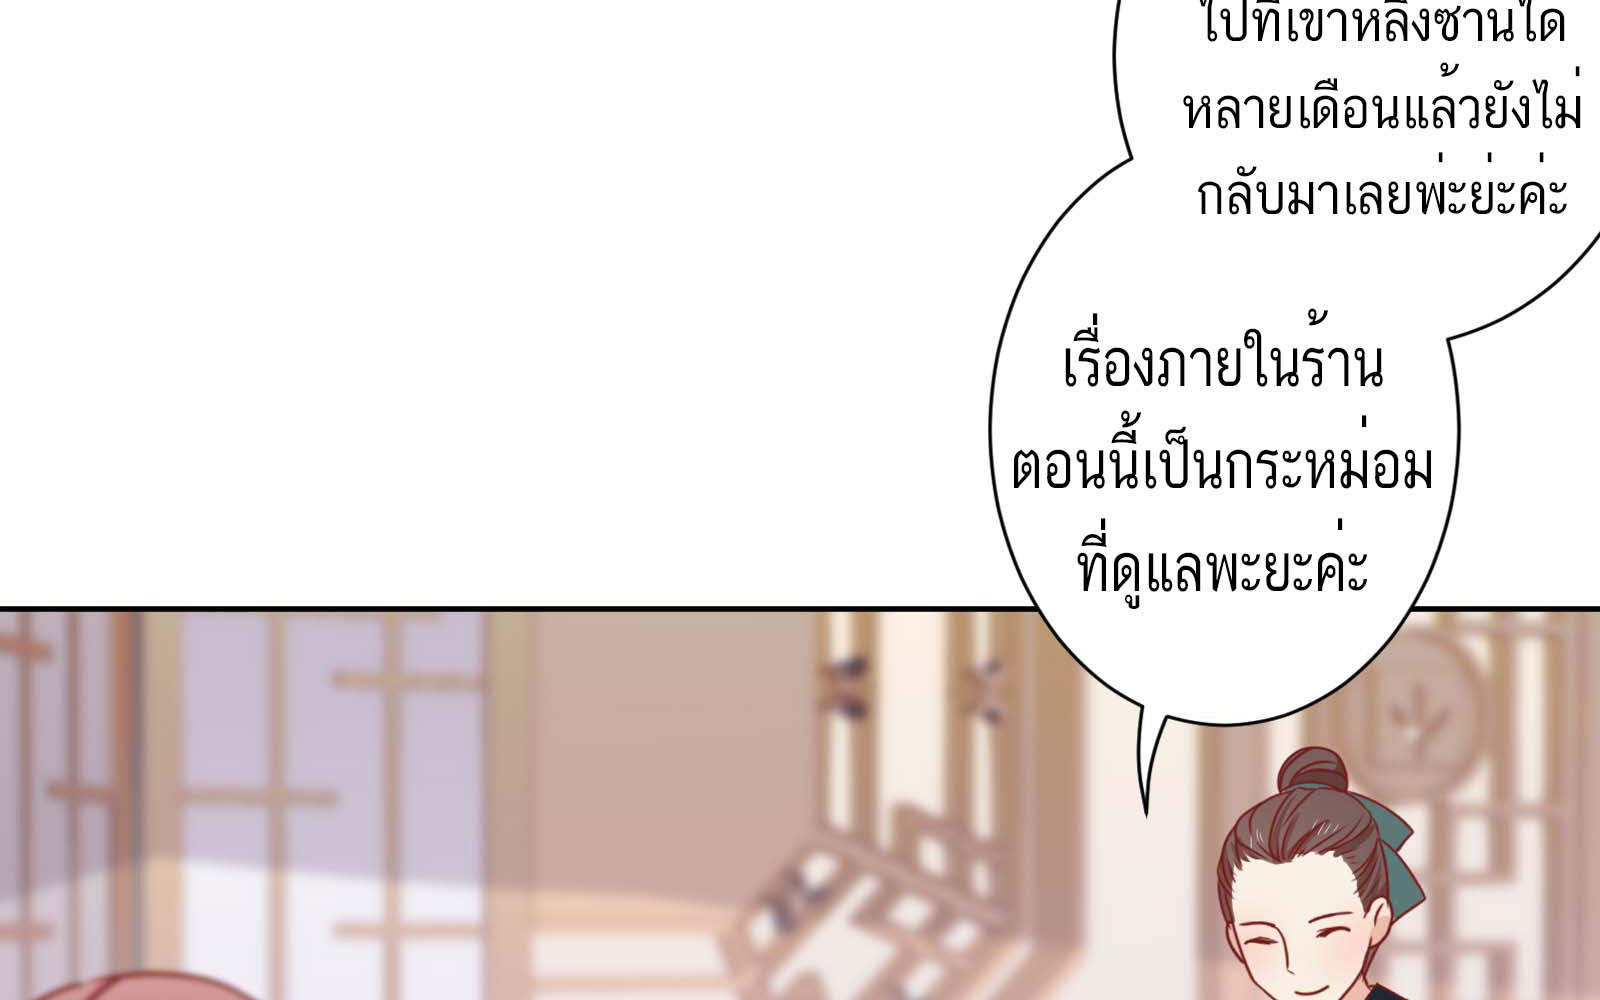 ไปที่เขาหลิงซานได้
หลายเดือนแล้วยังไม่
กลับมาเลยพ่ะย่ะค่ะ
เรื่องภายในร้าน
ตอนนี้เป็นกระหม่อม
ที่ดูแลพะยะค่ะ